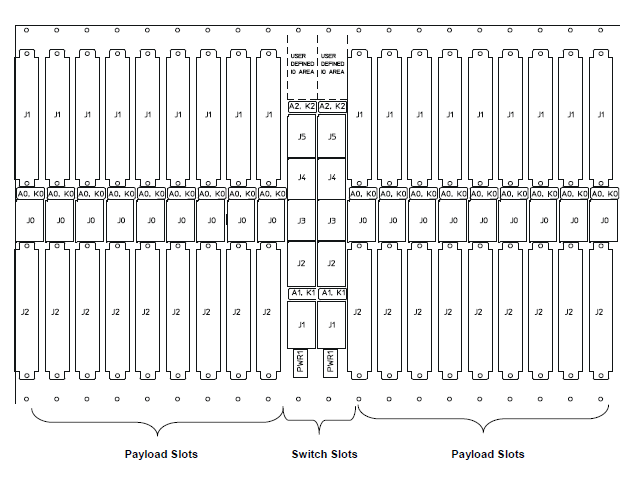 USER DEFINED IO AREA
USER DEFINED IO AREA
A2, K2 A2, K2
J1 J1 J1 J1 J1 J1 J1 J1 J1 J1 J1 J1 J1 J1 J1 J1 J1 J1
J5 J5
J4 J4
A0, K0 A0, K0 A0, K0 A0, K0 A0, K0 A0, K0 A0, K0 A0, K0 A0, K0 A0, K0 A0, K0 A0, K0 A0, K0 A0, K0 A0, K0 A0, K0 A0, K0 A0, K0
J0 J0 J0 J0 J0 J0 J0 J0 J0 J3 J3 J0 J0 J0 J0 J0 J0 J0 J0 J0
J2 J2
A1, K1 A1, K1
J2 J2 J2 J2 J2 J2 J2 J2 J2 J2 J2 J2 J2 J2 J2 J2 J2 J2
J1 J1
PWR1 PWR1
Payload Slots Switch Slots Payload Slots